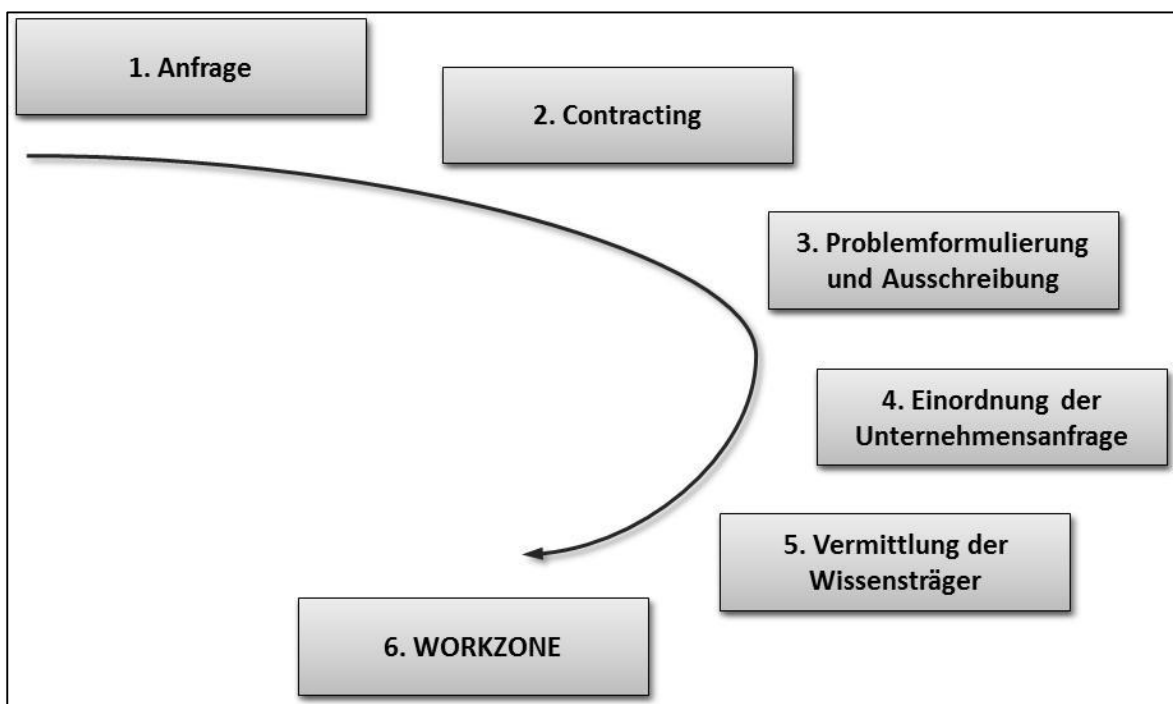 1. Anfrage
2. Contracting
3. Problemformulierung
und Ausschreibung
4. Einordnung der
Unternehmensanfrage
5. Vermittlung der
Wissensträger
6. WORKZONE